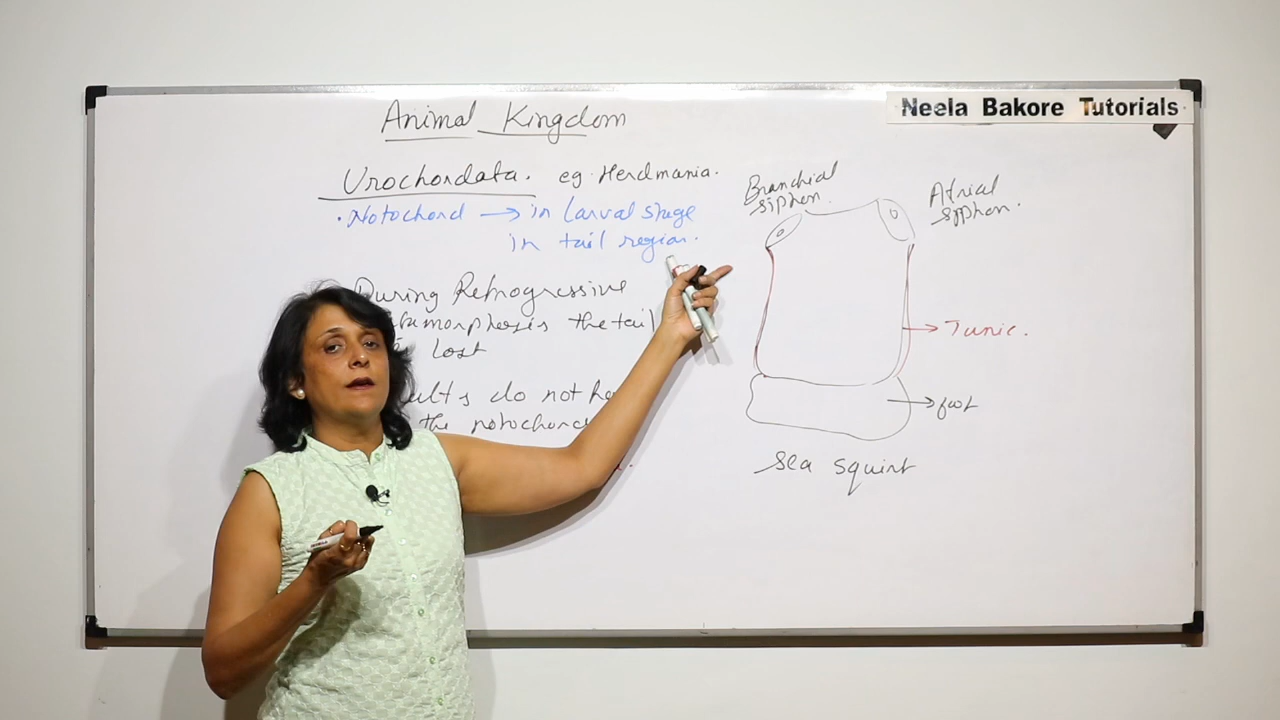 Neela Bakore Tutorials
Animal Kingdom
Urochordata. eg. Herdmania.
• Notochord → in larval stage
in tail region.
During Retrogressive
the tail
lost
do not
the notochord
Branchial
siphon.
Atrial
syphon.
→ Tunic.
→ foot
sea squirt